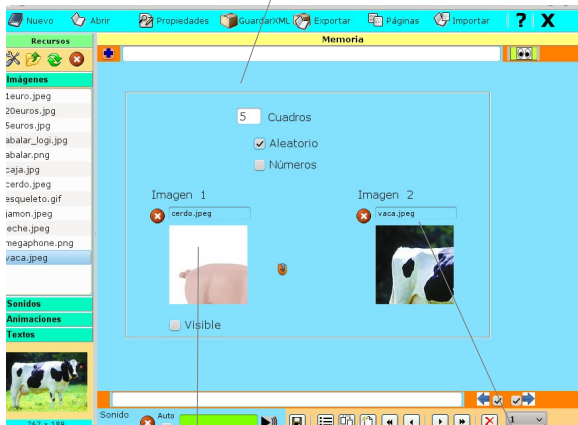 Nuevo Abrir Propiedades GuardarXML Exportar Páginas Importar ? X
Recursos
Memoria
Imágenes
1euro.jpeg
20euros.jpg
5euros.jpg
abalar_logi.jpg
abalar.png
caja.jpg
cerdo.jpeg
esqueleto.gif
jamon.jpeg
leche.jpeg
megaphone.png
vaca.jpeg
5 Cuadros
Aleatorio
Números
Imagen 1
cerdo.jpeg
Imagen 2
vaca.jpeg
Visible
Sonidos
Animaciones
Textos
Sonido Auto
1
267 x 189